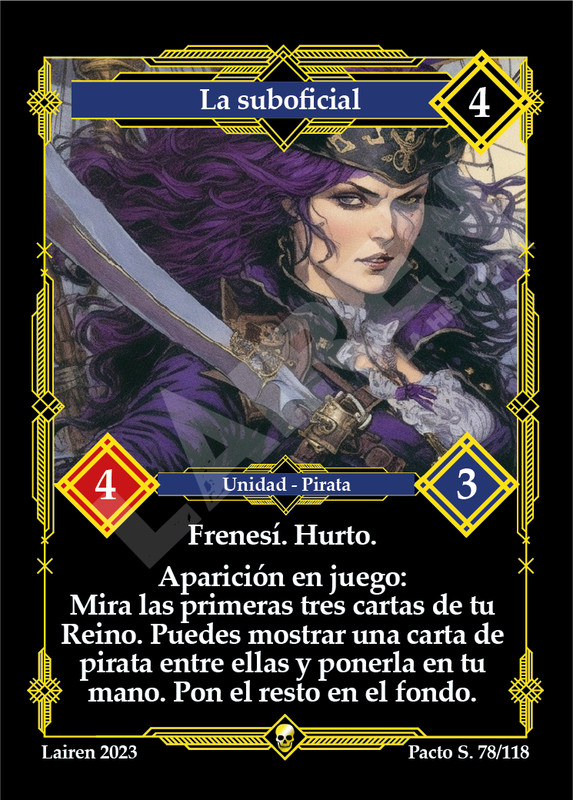 La suboficial
4
4
Unidad - Pirata
3
Frenesí. Hurto.
Aparición en juego:
Mira las primeras tres cartas de tu
Reino. Puedes mostrar una carta de
pirata entre ellas y ponerla en tu
mano. Pon el resto en el fondo.
Lairen 2023
Pacto S. 78/118